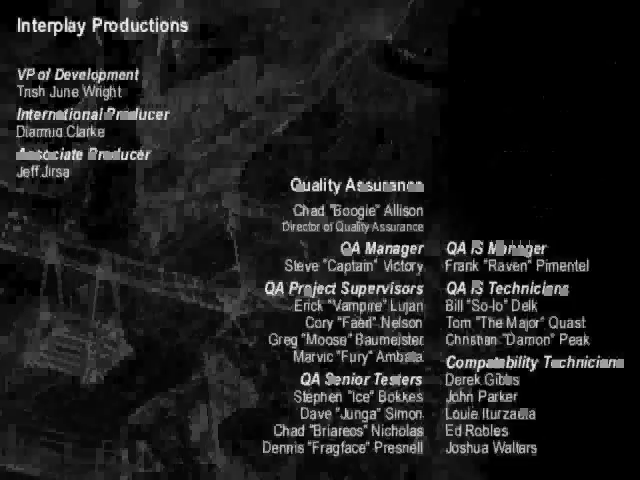 Interplay Productions
VP of Development
Trish June Wright
International Producer
Diarmid Clarke
Associate Producer
Jeff Jirsa
Quality Assurance
Chad "Boogie" Allison
Director of Quality Assurance
QA Manager
Steve "Captain" Victory
QA Project Supervisors
Erick "Vampire" Lujan
Cory "Faerl" Nelson
Greg "Moose" Baumeister
Marvic "Fury" Ambata
QA Senior Testers
Stephen "Ice" Bokkes
Dave "Junga" Simon
Chad "Briareos" Nicholas
Dennis "Fragface" Presnell
QA IS Manager
Frank "Raven" Pimentel
QA IS Technicians
Bill "So-lo" Delk
Tom "The Major" Quast
Christian "Damon" Peak
Compatability Technicians
Derek Gibbs
John Parker
Louie Iturzaeta
Ed Robles
Joshua Walters